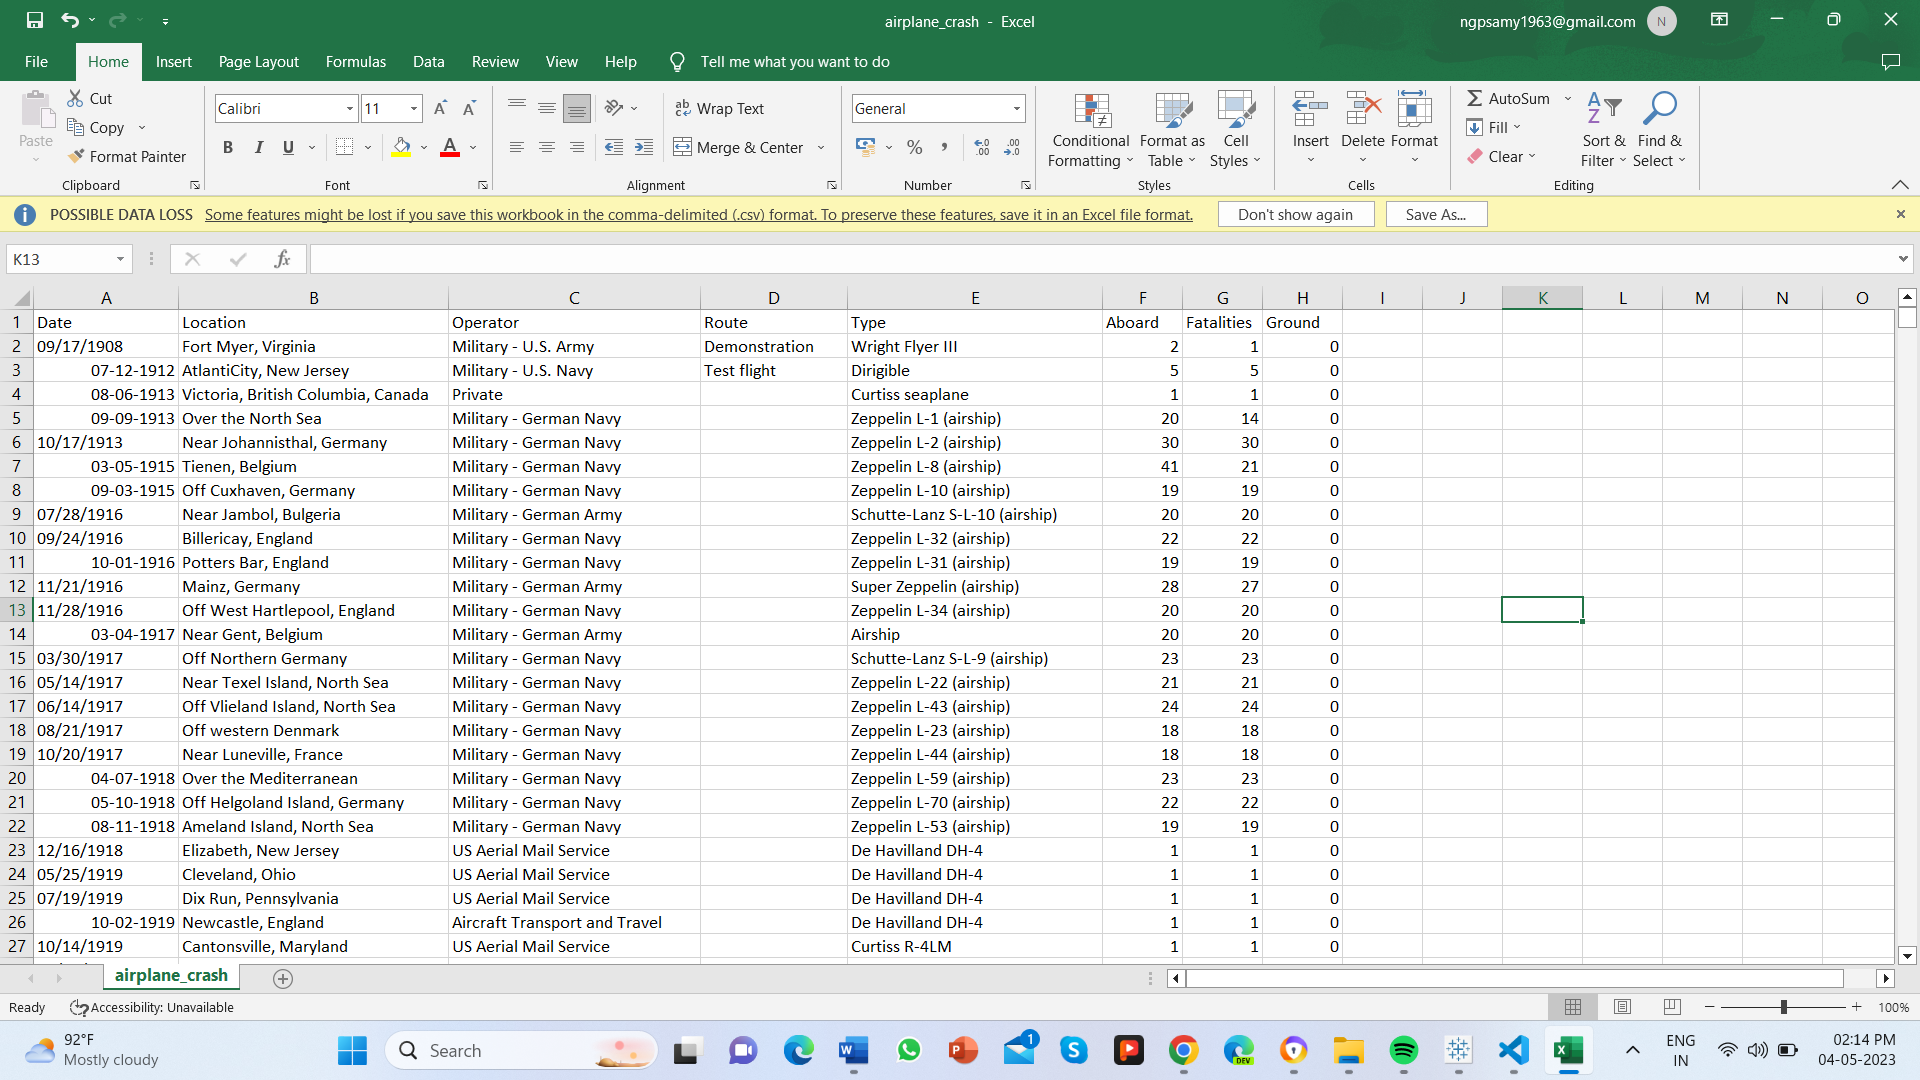 airplane_crash - Excel
ngpsamy1963@gmail.com N
File Home Insert Page Layout Formulas Data Review View Help Tell me what you want to do
Paste Cut Copy Format Painter Clipboard
Calibri 11 B I U A Font
ab Wrap Text Merge & Center Alignment
General % Number
Conditional Formatting Format as Table Cell Styles Styles
Insert Delete Format Cells
AutoSum Fill Clear Sort & Filter Find & Select Editing
POSSIBLE DATA LOSS Some features might be lost if you save this workbook in the comma-delimited (.csv) format. To preserve these features, save it in an Excel file format. Don't show again Save As...
K13 fx
A B C D E F G H I J K L M N O
1 Date Location Operator Route Type Aboard Fatalities Ground
2 09/17/1908 Fort Myer, Virginia Military - U.S. Army Demonstration Wright Flyer III 2 1 0
3 07-12-1912 AtlantiCity, New Jersey Military - U.S. Navy Test flight Dirigible 5 5 0
4 08-06-1913 Victoria, British Columbia, Canada Private Curtiss seaplane 1 1 0
5 09-09-1913 Over the North Sea Military - German Navy Zeppelin L-1 (airship) 20 14 0
6 10/17/1913 Near Johannisthal, Germany Military - German Navy Zeppelin L-2 (airship) 30 30 0
7 03-05-1915 Tienen, Belgium Military - German Navy Zeppelin L-8 (airship) 41 21 0
8 09-03-1915 Off Cuxhaven, Germany Military - German Navy Zeppelin L-10 (airship) 19 19 0
9 07/28/1916 Near Jambol, Bulgeria Military - German Army Schutte-Lanz S-L-10 (airship) 20 20 0
10 09/24/1916 Billericay, England Military - German Navy Zeppelin L-32 (airship) 22 22 0
11 10-01-1916 Potters Bar, England Military - German Navy Zeppelin L-31 (airship) 19 19 0
12 11/21/1916 Mainz, Germany Military - German Army Super Zeppelin (airship) 28 27 0
13 11/28/1916 Off West Hartlepool, England Military - German Navy Zeppelin L-34 (airship) 20 20 0
14 03-04-1917 Near Gent, Belgium Military - German Army Airship 20 20 0
15 03/30/1917 Off Northern Germany Military - German Navy Schutte-Lanz S-L-9 (airship) 23 23 0
16 05/14/1917 Near Texel Island, North Sea Military - German Navy Zeppelin L-22 (airship) 21 21 0
17 06/14/1917 Off Vlieland Island, North Sea Military - German Navy Zeppelin L-43 (airship) 24 24 0
18 08/21/1917 Off western Denmark Military - German Navy Zeppelin L-23 (airship) 18 18 0
19 10/20/1917 Near Luneville, France Military - German Navy Zeppelin L-44 (airship) 18 18 0
20 04-07-1918 Over the Mediterranean Military - German Navy Zeppelin L-59 (airship) 23 23 0
21 05-10-1918 Off Helgoland Island, Germany Military - German Navy Zeppelin L-70 (airship) 22 22 0
22 08-11-1918 Ameland Island, North Sea Military - German Navy Zeppelin L-53 (airship) 19 19 0
23 12/16/1918 Elizabeth, New Jersey US Aerial Mail Service De Havilland DH-4 1 1 0
24 05/25/1919 Cleveland, Ohio US Aerial Mail Service De Havilland DH-4 1 1 0
25 07/19/1919 Dix Run, Pennsylvania US Aerial Mail Service De Havilland DH-4 1 1 0
26 10-02-1919 Newcastle, England Aircraft Transport and Travel De Havilland DH-4 1 1 0
27 10/14/1919 Cantonsville, Maryland US Aerial Mail Service Curtiss R-4LM 1 1 0
airplane_crash
Ready Accessibility: Unavailable 100%
92°F
Mostly cloudy
Search
1
DEV
ENG
IN
02:14 PM
04-05-2023